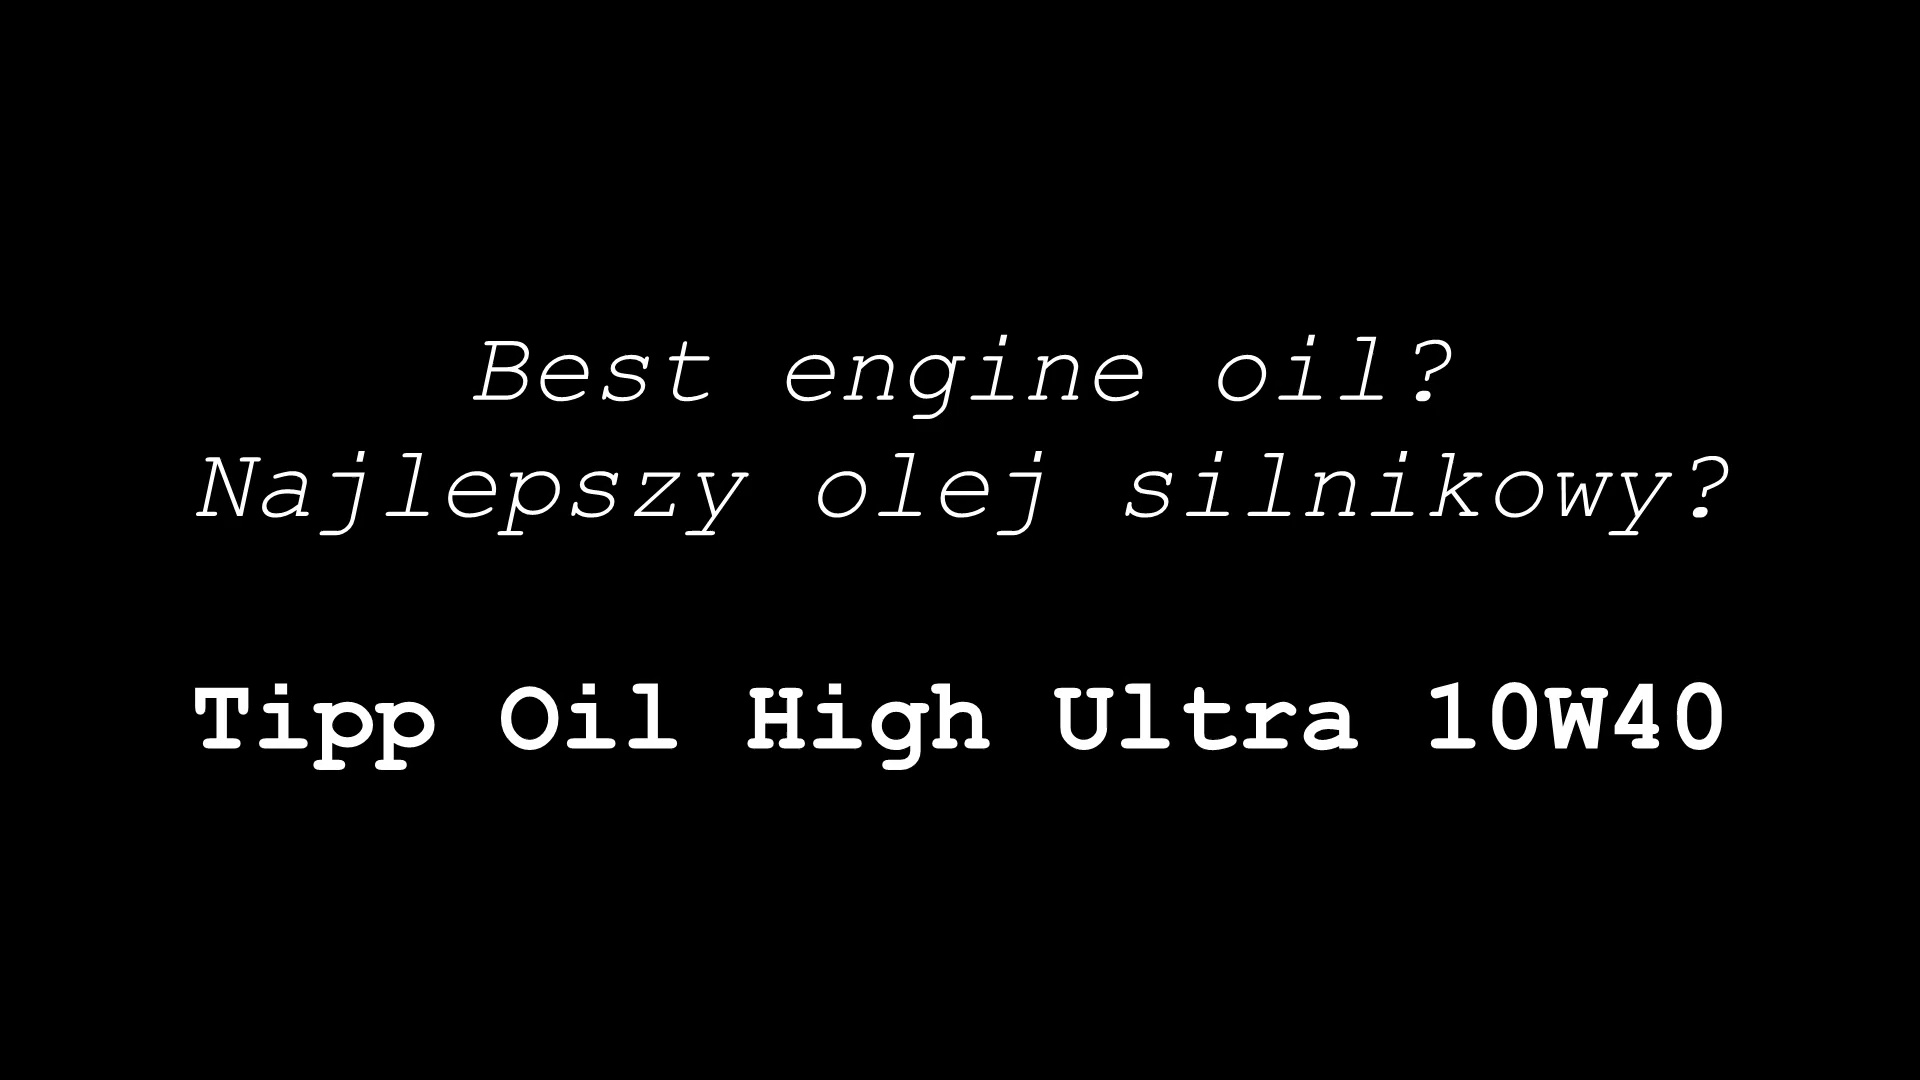 Best engine oil?
Najlepszy olej silnikowy?
Tipp Oil High Ultra 10W40